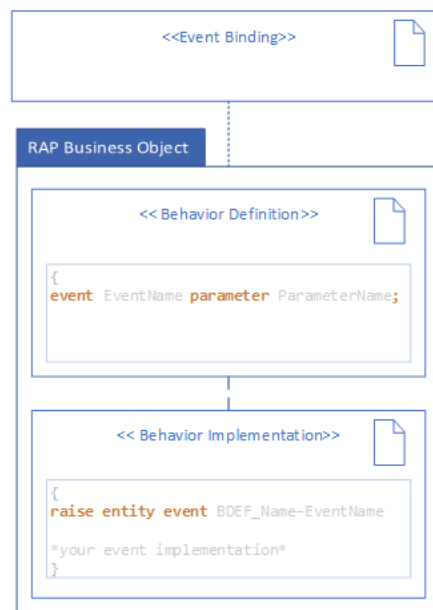 <<Event Binding>>
RAP Business Object
<< Behavior Definition>>
{
event EventName parameter ParameterName;
<< Behavior Implementation>>
{
raise entity event BDEF_Name-EventName
*your event implementation*
}